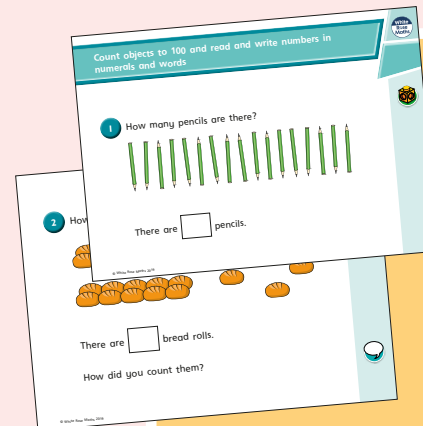 Count objects to 100 and read and write numbers in
numerals and words
White
Rose
Maths
1 How many pencils are there?
There are pencils.
© White Rose Maths 2019
2 How
There are bread rolls.
How did you count them?
© White Rose Maths 2019